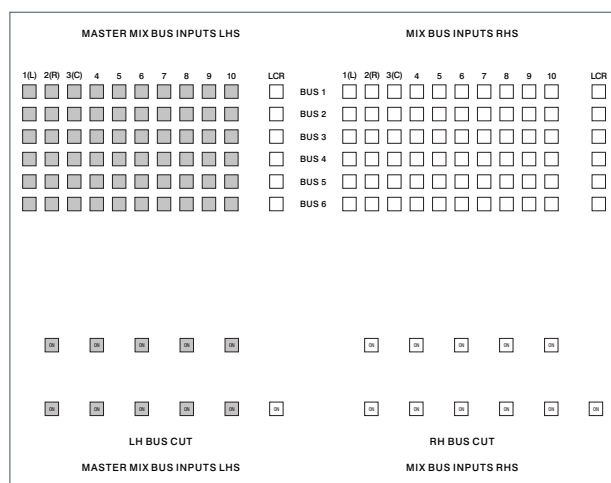 MASTER MIX BUS INPUTS LHS MIX BUS INPUTS RHS
1(L) 2(R) 3(C) 4 5 6 7 8 9 10 LCR 1(L) 2(R) 3(C) 4 5 6 7 8 9 10 LCR
BUS 1
BUS 2
BUS 3
BUS 4
BUS 5
BUS 6
ON ON ON ON ON ON ON ON ON ON
ON ON ON ON ON ON ON ON ON ON ON ON
LH BUS CUT RH BUS CUT
MASTER MIX BUS INPUTS LHS MIX BUS INPUTS RHS